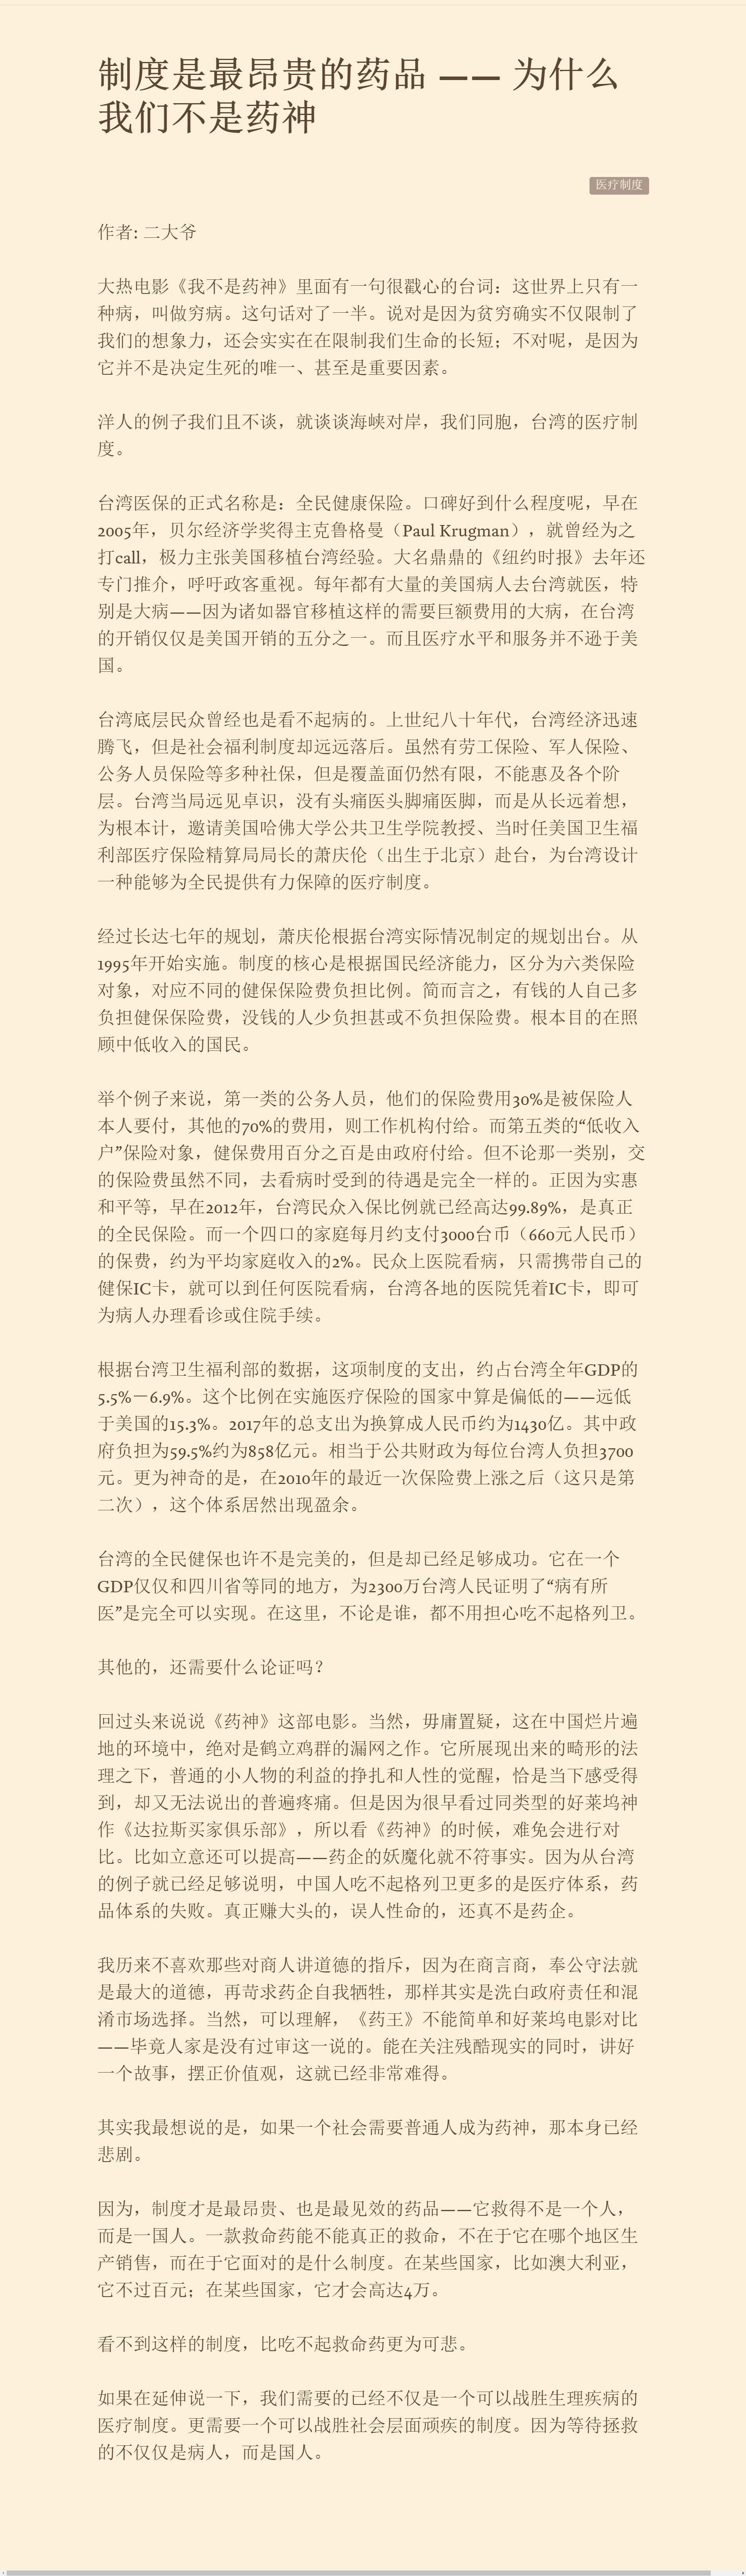 制度是最昂贵的药品 —— 为什么
我们不是药神
医疗制度
作者: 二大爷
大热电影《我不是药神》里面有一句很戳心的台词：这世界上只有一
种病，叫做穷病。这句话对了一半。说对是因为贫穷确实不仅限制了
我们的想象力，还会实实在在限制我们生命的长短；不对呢，是因为
它并不是决定生死的唯一、甚至是重要因素。
洋人的例子我们且不谈，就谈谈海峡对岸，我们同胞，台湾的医疗制
度。
台湾医保的正式名称是：全民健康保险。口碑好到什么程度呢，早在
2005年，贝尔经济学奖得主克鲁格曼（Paul Krugman），就曾经为之
打call，极力主张美国移植台湾经验。大名鼎鼎的《纽约时报》去年还
专门推介，呼吁政客重视。每年都有大量的美国病人去台湾就医，特
别是大病——因为诸如器官移植这样的需要巨额费用的大病，在台湾
的开销仅仅是美国开销的五分之一。而且医疗水平和服务并不逊于美
国。
台湾底层民众曾经也是看不起病的。上世纪八十年代，台湾经济迅速
腾飞，但是社会福利制度却远远落后。虽然有劳工保险、军人保险、
公务人员保险等多种社保，但是覆盖面仍然有限，不能惠及各个阶
层。台湾当局远见卓识，没有头痛医头脚痛医脚，而是从长远着想，
为根本计，邀请美国哈佛大学公共卫生学院教授、当时任美国卫生福
利部医疗保险精算局局长的萧庆伦（出生于北京）赴台，为台湾设计
一种能够为全民提供有力保障的医疗制度。
经过长达七年的规划，萧庆伦根据台湾实际情况制定的规划出台。从
1995年开始实施。制度的核心是根据国民经济能力，区分为六类保险
对象，对应不同的健保保险费负担比例。简而言之，有钱的人自己多
负担健保保险费，没钱的人少负担甚或不负担保险费。根本目的在照
顾中低收入的国民。
举个例子来说，第一类的公务人员，他们的保险费用30%是被保险人
本人要付，其他的70%的费用，则工作机构付给。而第五类的“低收入
户”保险对象，健保费用百分之百是由政府付给。但不论那一类别，交
的保险费虽然不同，去看病时受到的待遇是完全一样的。正因为实惠
和平等，早在2012年，台湾民众入保比例就已经高达99.89%，是真正
的全民保险。而一个四口的家庭每月约支付3000台币（660元人民币）
的保费，约为平均家庭收入的2%。民众上医院看病，只需携带自己的
健保IC卡，就可以到任何医院看病，台湾各地的医院凭着IC卡，即可
为病人办理看诊或住院手续。
根据台湾卫生福利部的数据，这项制度的支出，约占台湾全年GDP的
5.5%－6.9%。这个比例在实施医疗保险的国家中算是偏低的——远低
于美国的15.3%。2017年的总支出为换算成人民币约为1430亿。其中政
府负担为59.5%约为858亿元。相当于公共财政为每位台湾人负担3700
元。更为神奇的是，在2010年的最近一次保险费上涨之后（这只是第
二次），这个体系居然出现盈余。
台湾的全民健保也许不是完美的，但是却已经足够成功。它在一个
GDP仅仅和四川省等同的地方，为2300万台湾人民证明了“病有所
医”是完全可以实现。在这里，不论是谁，都不用担心吃不起格列卫。
其他的，还需要什么论证吗？
回过头来说说《药神》这部电影。当然，毋庸置疑，这在中国烂片遍
地的环境中，绝对是鹤立鸡群的漏网之作。它所展现出来的畸形的法
理之下，普通的小人物的利益的挣扎和人性的觉醒，恰是当下感受得
到，却又无法说出的普遍疼痛。但是因为很早看过同类型的好莱坞神
作《达拉斯买家俱乐部》，所以看《药神》的时候，难免会进行对
比。比如立意还可以提高——药企的妖魔化就不符事实。因为从台湾
的例子就已经足够说明，中国人吃不起格列卫更多的是医疗体系，药
品体系的失败。真正赚大头的，误人性命的，还真不是药企。
我历来不喜欢那些对商人讲道德的指斥，因为在商言商，奉公守法就
是最大的道德，再苛求药企自我牺牲，那样其实是洗白政府责任和混
淆市场选择。当然，可以理解，《药王》不能简单和好莱坞电影对比
——毕竟人家是没有过审这一说的。能在关注残酷现实的同时，讲好
一个故事，摆正价值观，这就已经非常难得。
其实我最想说的是，如果一个社会需要普通人成为药神，那本身已经
悲剧。
因为，制度才是最昂贵、也是最见效的药品——它救得不是一个人，
而是一国人。一款救命药能不能真正的救命，不在于它在哪个地区生
产销售，而在于它面对的是什么制度。在某些国家，比如澳大利亚，
它不过百元；在某些国家，它才会高达4万。
看不到这样的制度，比吃不起救命药更为可悲。
如果在延伸说一下，我们需要的已经不仅是一个可以战胜生理疾病的
医疗制度。更需要一个可以战胜社会层面顽疾的制度。因为等待拯救
的不仅仅是病人，而是国人。